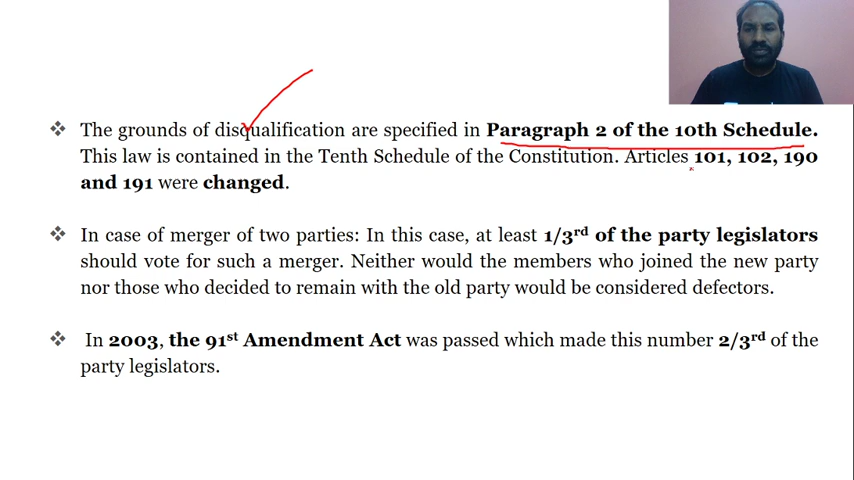 The grounds of disqualification are specified in Paragraph 2 of the 10th Schedule.
This law is contained in the Tenth Schedule of the Constitution. Articles 101, 102, 190
and 191 were changed.
In case of merger of two parties: In this case, at least 1/3rd of the party legislators
should vote for such a merger. Neither would the members who joined the new party
nor those who decided to remain with the old party would be considered defectors.
In 2003, the 91st Amendment Act was passed which made this number 2/3rd of the
party legislators.